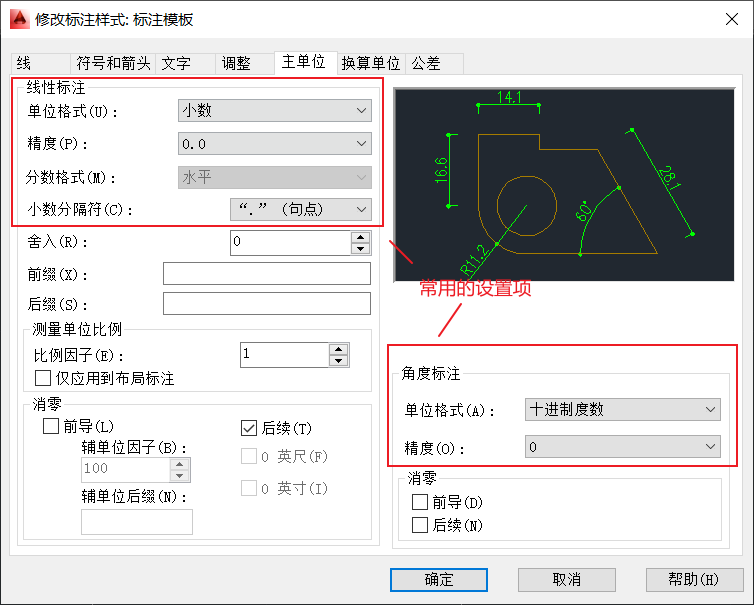 修改标注样式: 标注模板
线 符号和箭头 文字 调整 主单位 换算单位 公差
线性标注
单位格式(U):
小数
精度(P):
0.0
分数格式(M):
水平
小数分隔符(C):
“.” (句点)
舍入(R):
0
前缀(X):
后缀(S):
测量单位比例
比例因子(E):
1
仅应用到布局标注
消零
前导(L)
后续(T)
辅单位因子(B):
100
0 英尺(F)
辅单位后缀(N):
0 英寸(I)
14.1
16.6
28.1
60°
R11.2
常用的设置项
角度标注
单位格式(A):
十进制度数
精度(O):
0
消零
前导(D)
后续(N)
确定 取消 帮助(H)